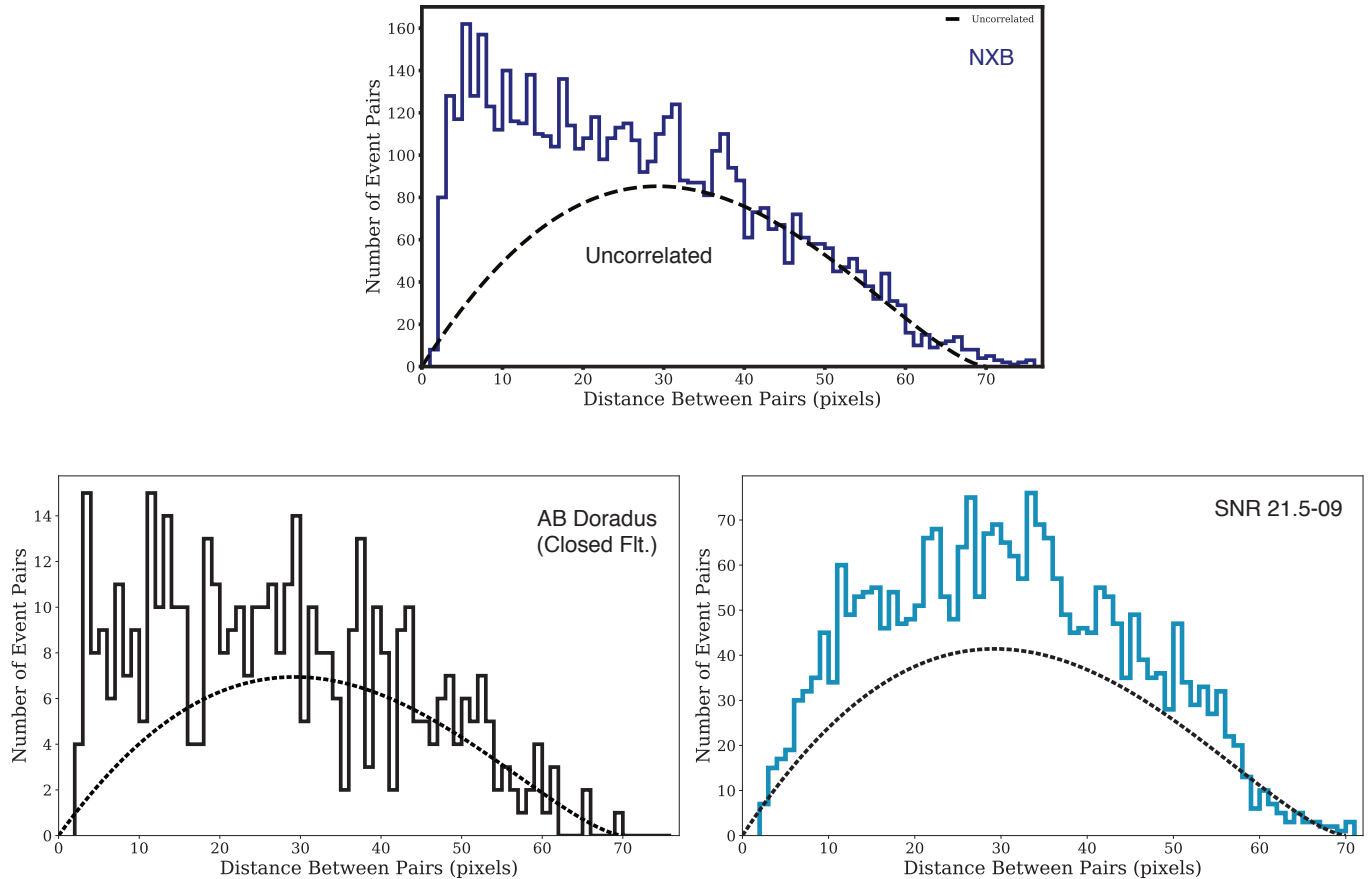 Number of Event Pairs
160
140
120
100
80
60
40
20
0
Uncorrelated
NXB
Uncorrelated
0 10 20 30 40 50 60 70
Distance Between Pairs (pixels)
Number of Event Pairs
14
12
10
8
6
4
2
0
AB Doradus
(Closed Flt.)
0 10 20 30 40 50 60 70
Distance Between Pairs (pixels)
Number of Event Pairs
70
60
50
40
30
20
10
0
SNR 21.5-09
0 10 20 30 40 50 60 70
Distance Between Pairs (pixels)